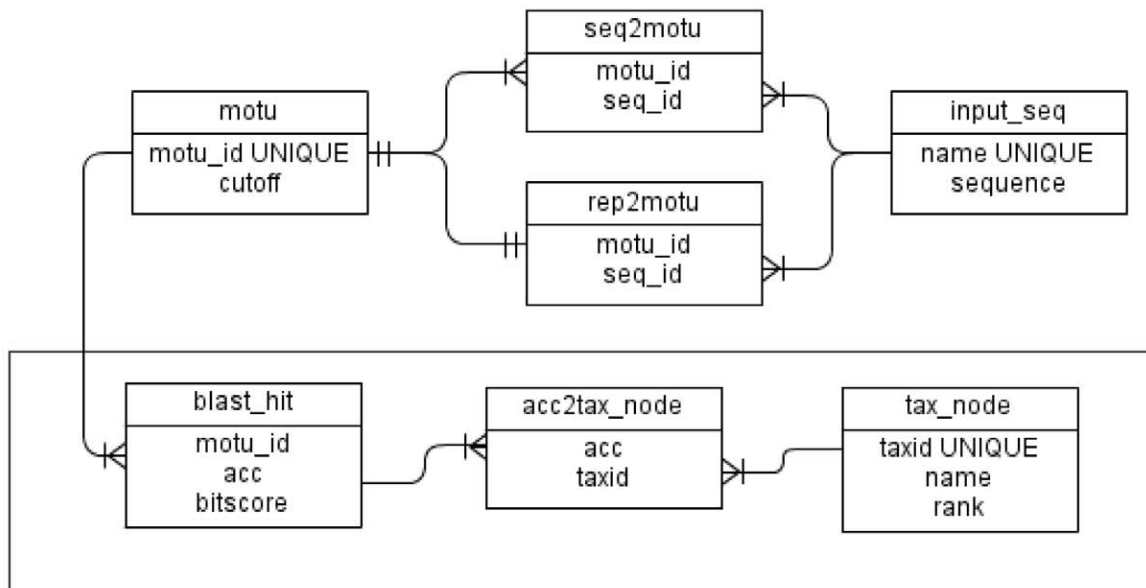 seq2motu
motu_id
seq_id
motu
motu_id UNIQUE
cutoff
input_seq
name UNIQUE
sequence
rep2motu
motu_id
seq_id
blast_hit
motu_id
acc
bitscore
acc2tax_node
acc
taxid
tax_node
taxid UNIQUE
name
rank